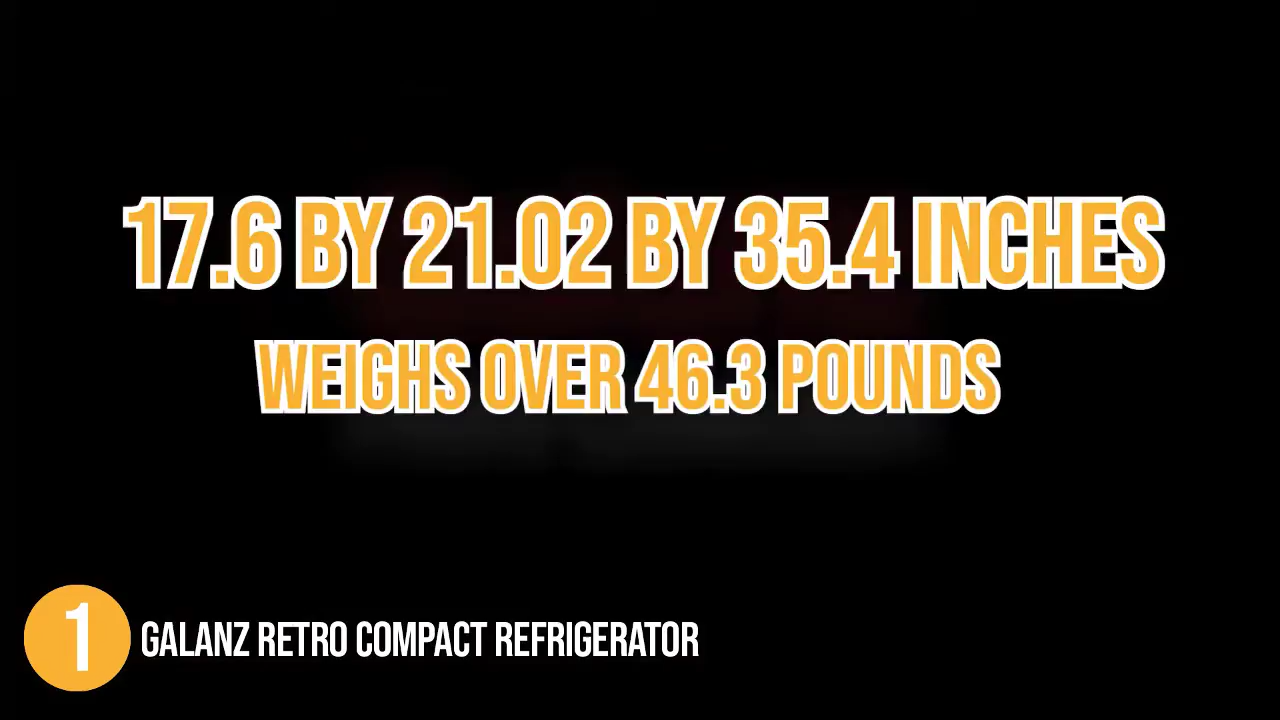 17.6 BY 21.02 BY 35.4 INCHES
WEIGHS OVER 46.3 POUNDS
1 GALANZ RETRO COMPACT REFRIGERATOR